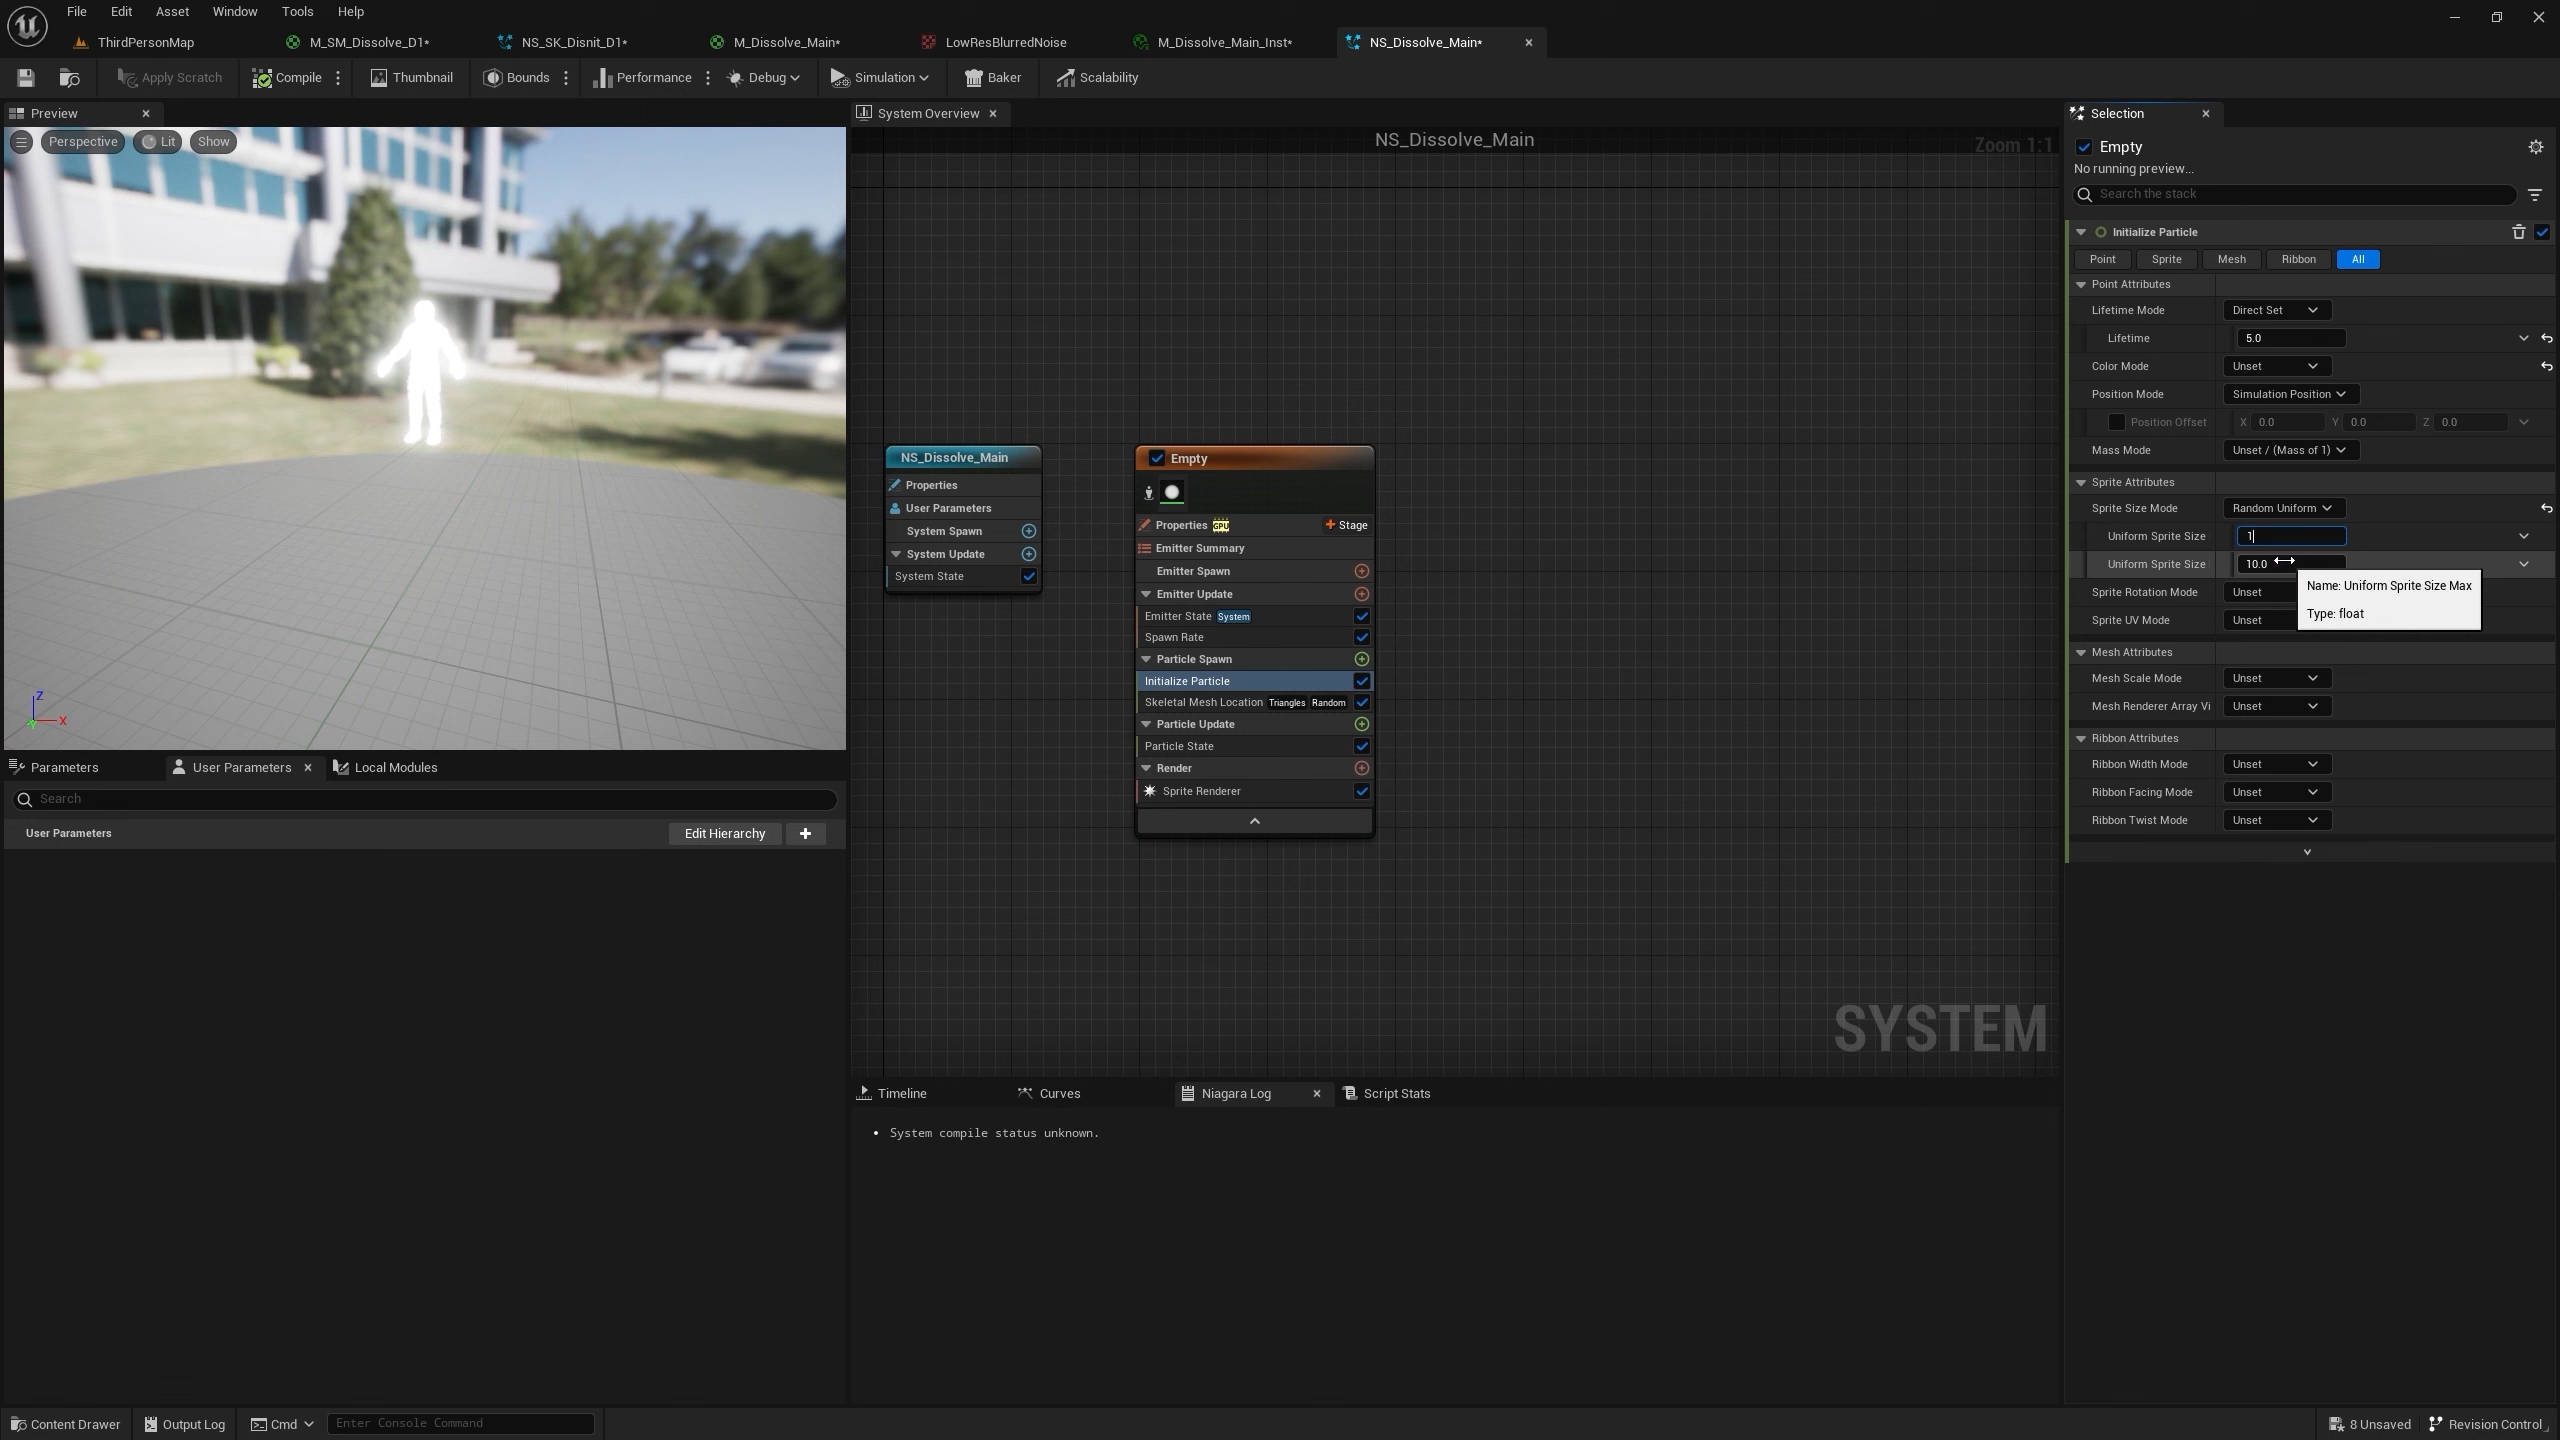 File Edit Asset Window Tools Help
ThirdPersonMap M_SM_Dissolve_D1* NS_SK_Disnit_D1* M_Dissolve_Main* LowResBlurredNoise M_Dissolve_Main_Inst* NS_Dissolve_Main*
Apply Scratch Compile Thumbnail Bounds Performance Debug Simulation Baker Scalability
Preview
Perspective Lit Show
Z
X
Parameters User Parameters Local Modules
Search
User Parameters Edit Hierarchy
System Overview
NS_Dissolve_Main
Zoom 1:1
NS_Dissolve_Main
Properties
User Parameters
System Spawn
System Update
System State
Empty
Properties GPU Stage
Emitter Summary
Emitter Spawn
Emitter Update
Emitter State System
Spawn Rate
Particle Spawn
Initialize Particle
Skeletal Mesh Location Triangles Random
Particle Update
Particle State
Render
Sprite Renderer
SYSTEM
Timeline Curves Niagara Log Script Stats
• System compile status unknown.
Selection
Empty
No running preview...
Search the stack
Initialize Particle
Point Sprite Mesh Ribbon All
Point Attributes
Lifetime Mode Direct Set
Lifetime 5.0
Color Mode Unset
Position Mode Simulation Position
Position Offset X 0.0 Y 0.0 Z 0.0
Mass Mode Unset / (Mass of 1)
Sprite Attributes
Sprite Size Mode Random Uniform
Uniform Sprite Size 1
Uniform Sprite Size 10.0
Name: Uniform Sprite Size Max
Type: float
Sprite Rotation Mode Unset
Sprite UV Mode Unset
Mesh Attributes
Mesh Scale Mode Unset
Mesh Renderer Array Vi Unset
Ribbon Attributes
Ribbon Width Mode Unset
Ribbon Facing Mode Unset
Ribbon Twist Mode Unset
Content Drawer Output Log Cmd Enter Console Command 8 Unsaved Revision Control